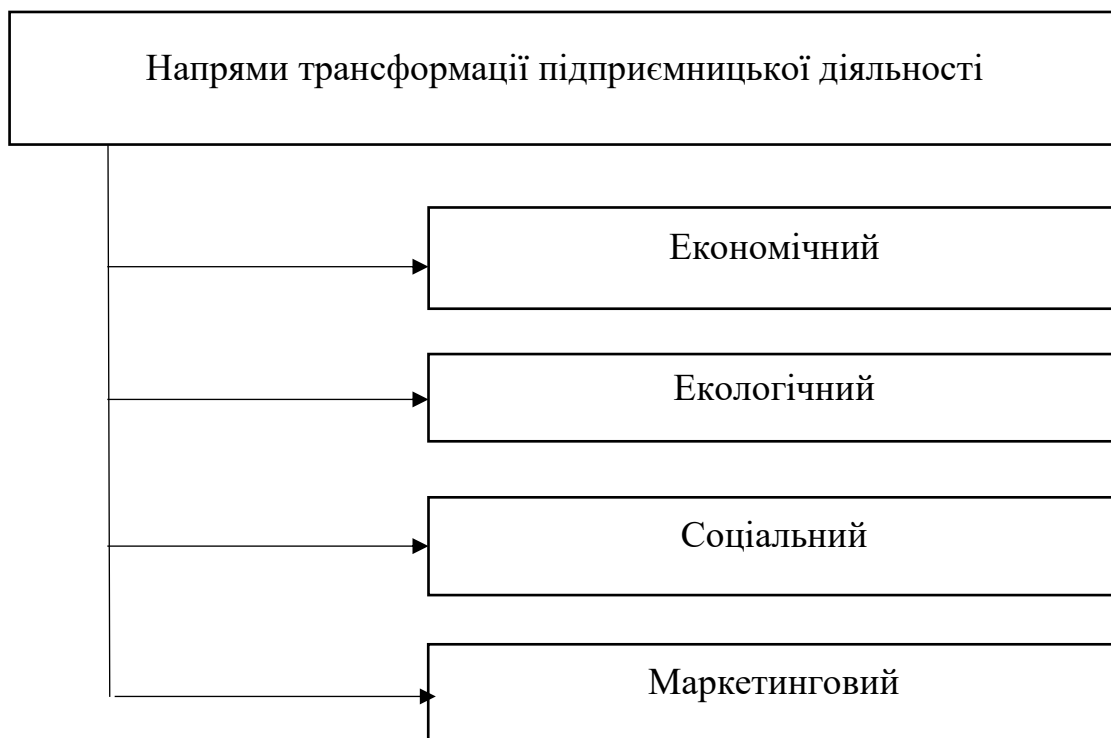 Напрями трансформації підприємницької діяльності
Економічний
Екологічний
Соціальний
Маркетинговий